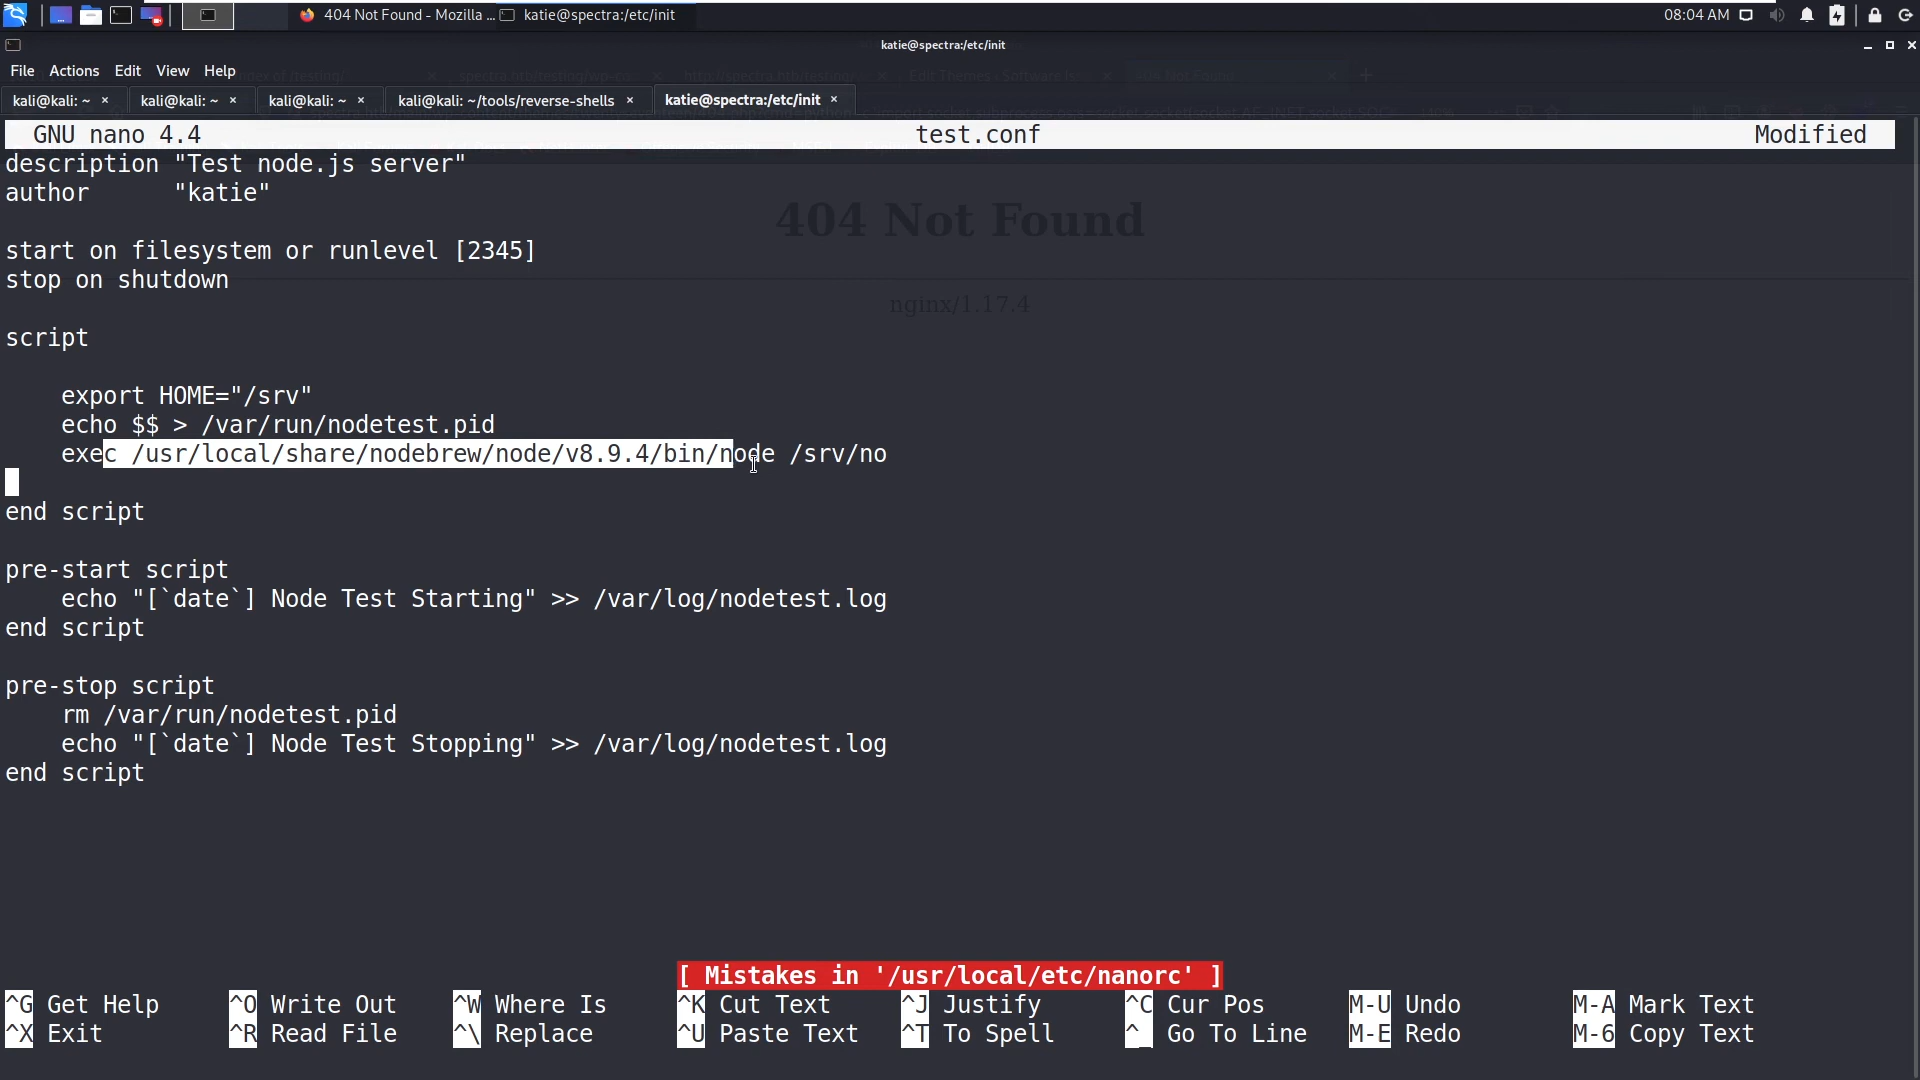 404 Not Found - Mozilla ... katie@spectra:/etc/init 08:04 AM
katie@spectra:/etc/init
File Actions Edit View Help
kali@kali: ~ × kali@kali: ~ × kali@kali: ~ × kali@kali: ~/tools/reverse-shells × katie@spectra:/etc/init ×
GNU nano 4.4 test.conf Modified
description "Test node.js server"
author "katie"
404 Not Found
start on filesystem or runlevel [2345]
stop on shutdown
nginx/1.17.4
script
export HOME="/srv"
echo $$ > /var/run/nodetest.pid
exec /usr/local/share/nodebrew/node/v8.9.4/bin/node /srv/no
end script
pre-start script
echo "[`date`] Node Test Starting" >> /var/log/nodetest.log
end script
pre-stop script
rm /var/run/nodetest.pid
echo "[`date`] Node Test Stopping" >> /var/log/nodetest.log
end script
[ Mistakes in '/usr/local/etc/nanorc' ]
^G Get Help ^O Write Out ^W Where Is ^K Cut Text ^J Justify ^C Cur Pos M-U Undo M-A Mark Text
^X Exit ^R Read File ^\ Replace ^U Paste Text ^T To Spell ^_ Go To Line M-E Redo M-6 Copy Text